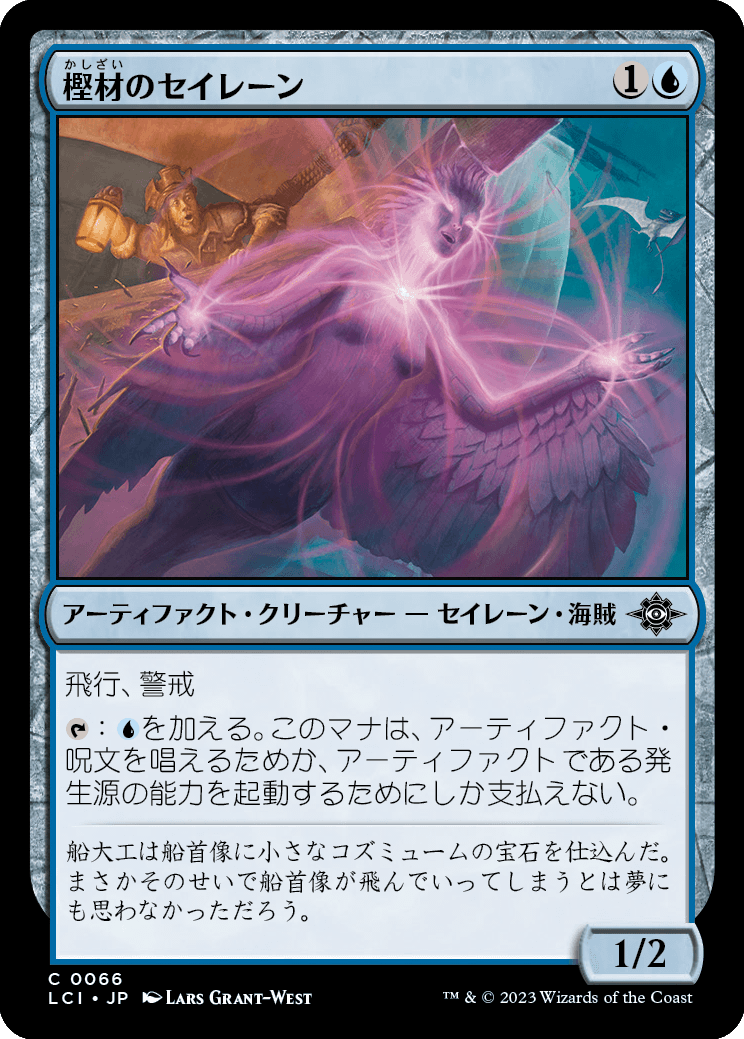 かしざい
樫材のセイレーン 1
アーティファクト・クリーチャー — セイレーン・海賊
飛行、警戒
：を加える。このマナは、アーティファクト・
呪文を唱えるためか、アーティファクトである発
生源の能力を起動するためにしか支払えない。
船大工は船首像に小さなコズミュームの宝石を仕込んだ。
まさかそのせいで船首像が飛んでいってしまうとは夢に
も思わなかっただろう。
1/2
C 0066
LCI • JP Lars Grant-West
™ & © 2023 Wizards of the Coast